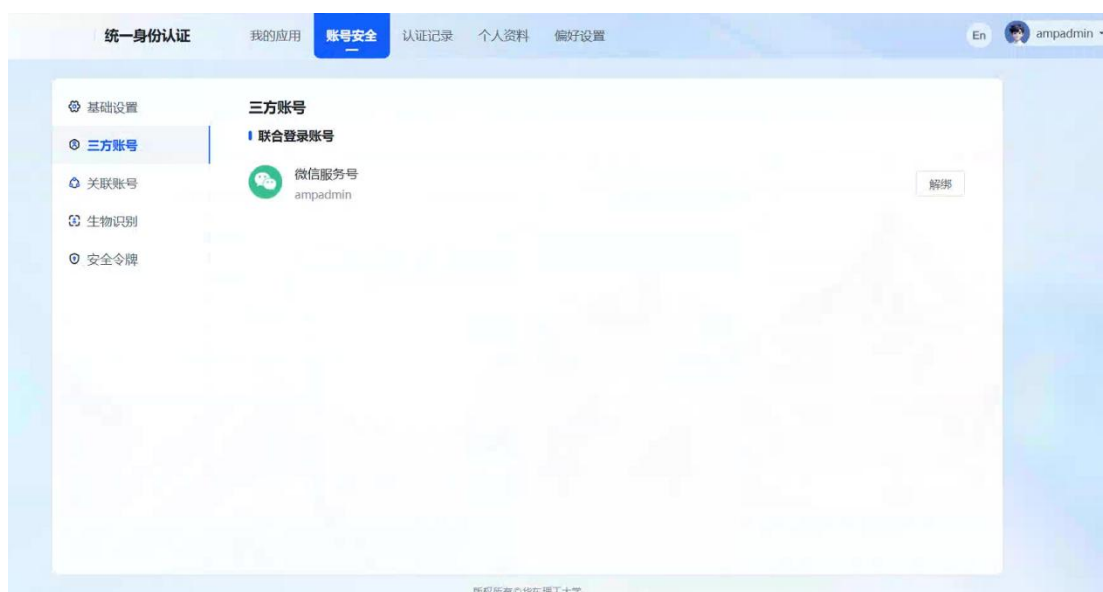 统一身份认证 我的应用 账号安全 认证记录 个人资料 偏好设置 En ampadmin
基础设置
三方账号
关联账号
生物识别
安全令牌
三方账号
联合登录账号
微信服务号
ampadmin
解绑